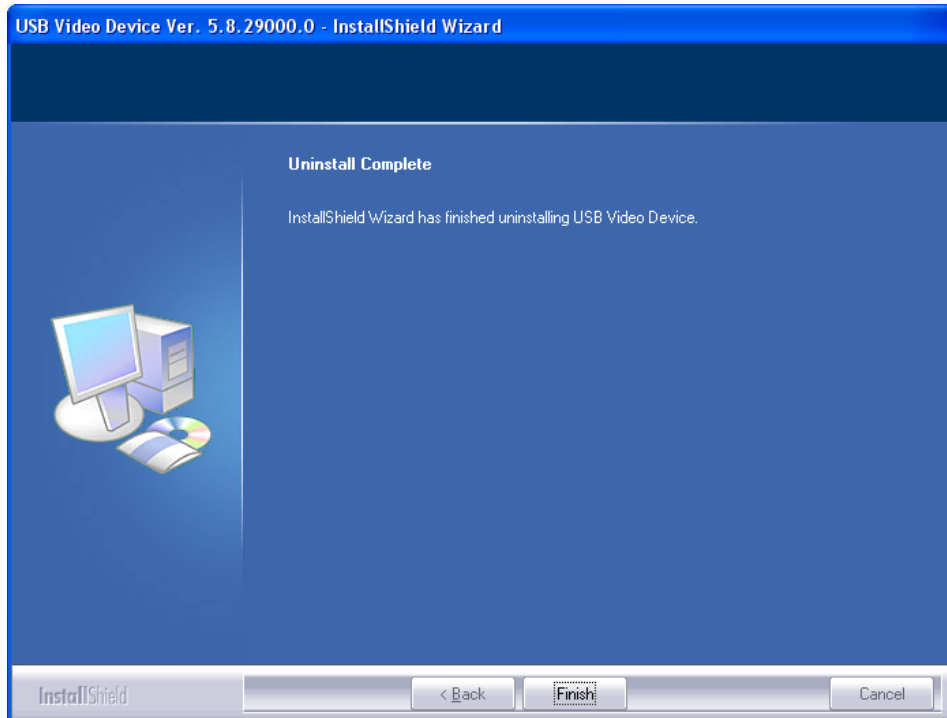 USB Video Device Ver. 5.8.29000.0 - InstallShield Wizard
Uninstall Complete
InstallShield Wizard has finished uninstalling USB Video Device.
InstallShield
< Back
Finish
Cancel